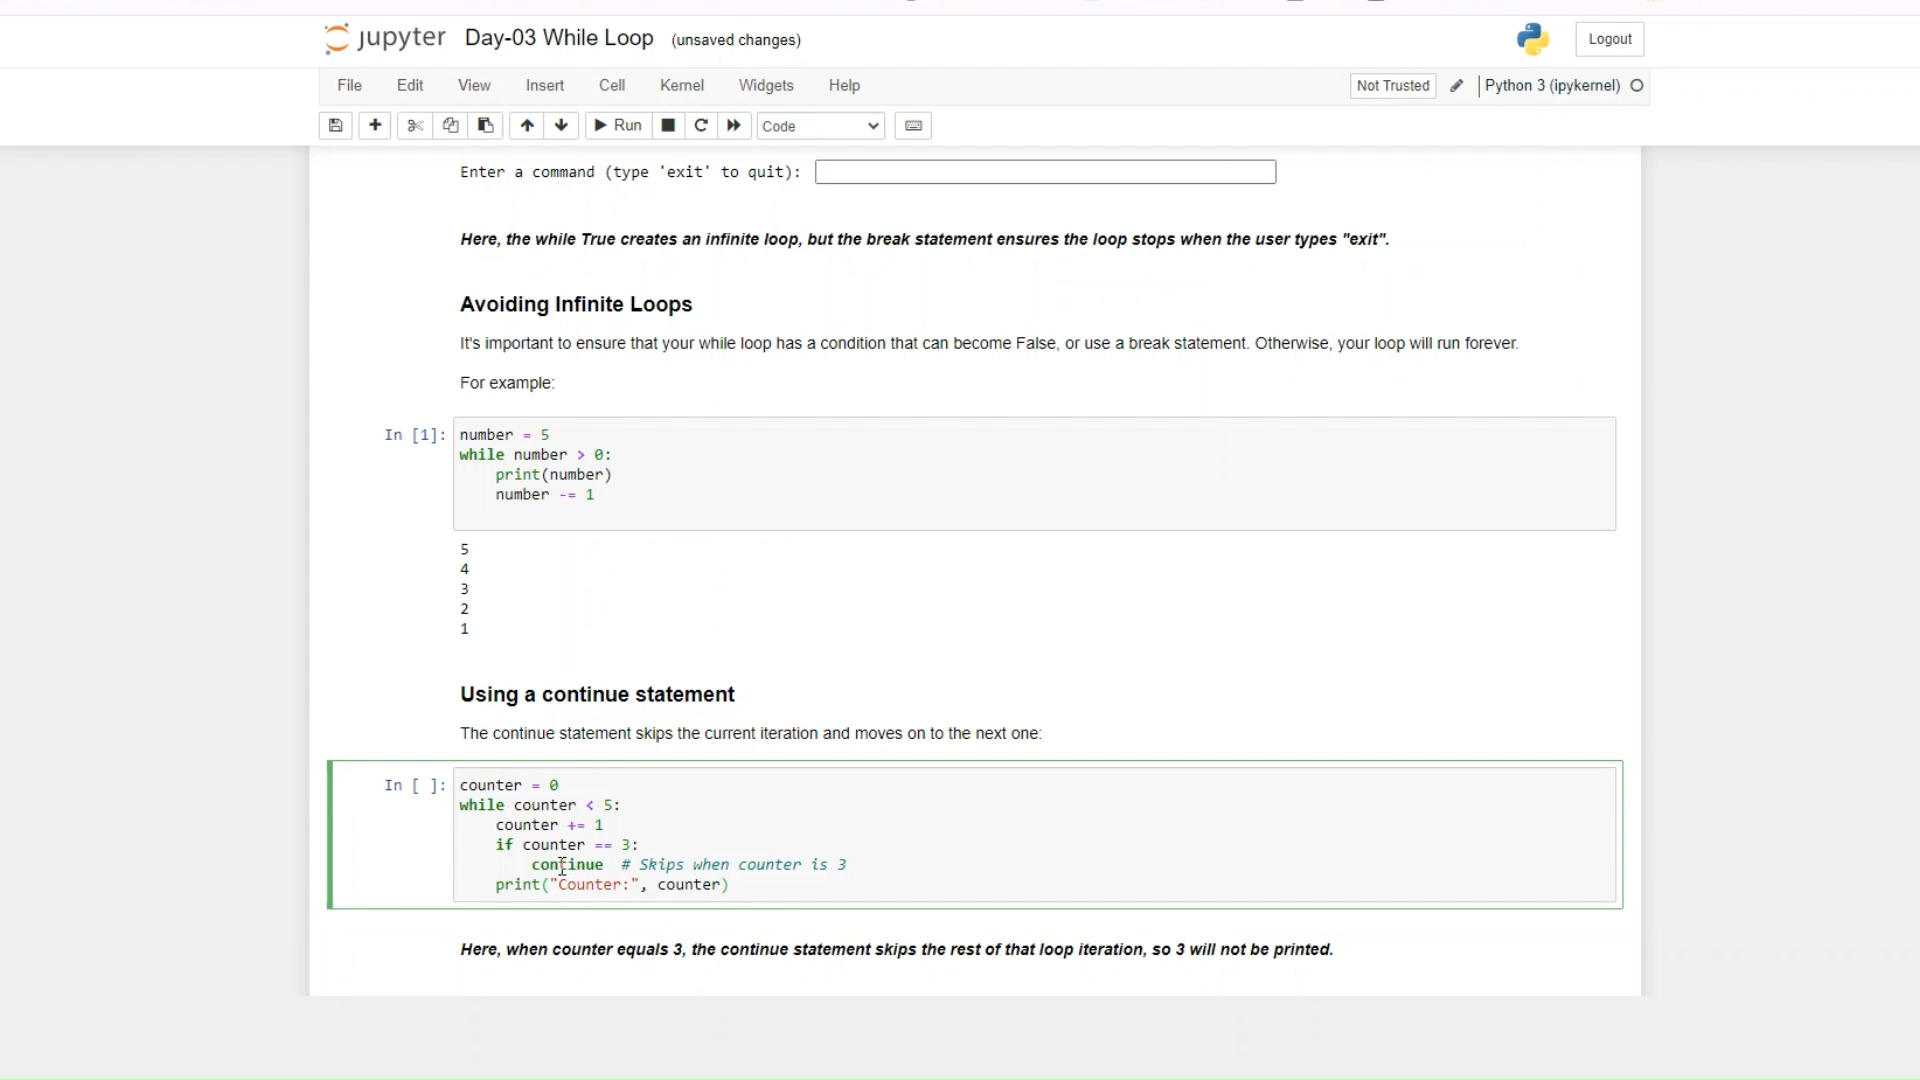 jupyter Day-03 While Loop (unsaved changes) Logout
File Edit View Insert Cell Kernel Widgets Help Not Trusted Python 3 (ipykernel)
Run Code
Enter a command (type 'exit' to quit):
Here, the while True creates an infinite loop, but the break statement ensures the loop stops when the user types "exit".
Avoiding Infinite Loops
It's important to ensure that your while loop has a condition that can become False, or use a break statement. Otherwise, your loop will run forever.
For example:
In [1]: number = 5
while number > 0:
    print(number)
    number -= 1
5
4
3
2
1
Using a continue statement
The continue statement skips the current iteration and moves on to the next one:
In [ ]: counter = 0
while counter < 5:
    counter += 1
    if counter == 3:
        continue  # Skips when counter is 3
    print("Counter:", counter)
Here, when counter equals 3, the continue statement skips the rest of that loop iteration, so 3 will not be printed.